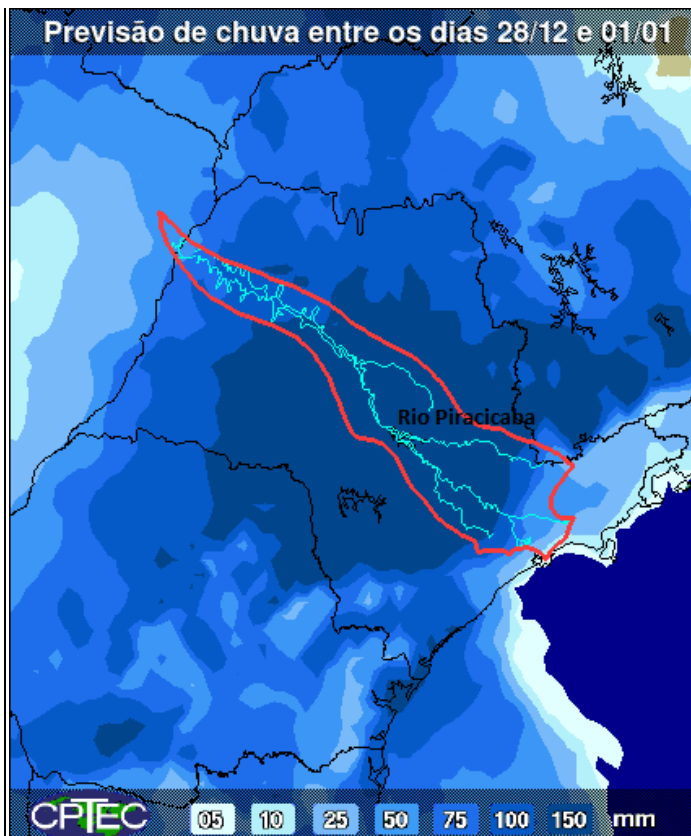 Previsão de chuva entre os dias 28/12 e 01/01
Rio Piracicaba
CPTEC 05 10 25 50 75 100 150 mm